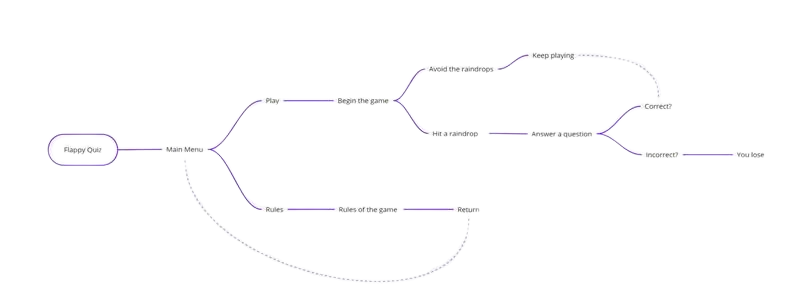 Flappy Quiz
Main Menu
Play
Begin the game
Avoid the raindrops
Keep playing
Hit a raindrop
Answer a question
Correct?
Incorrect?
You lose
Rules
Rules of the game
Return